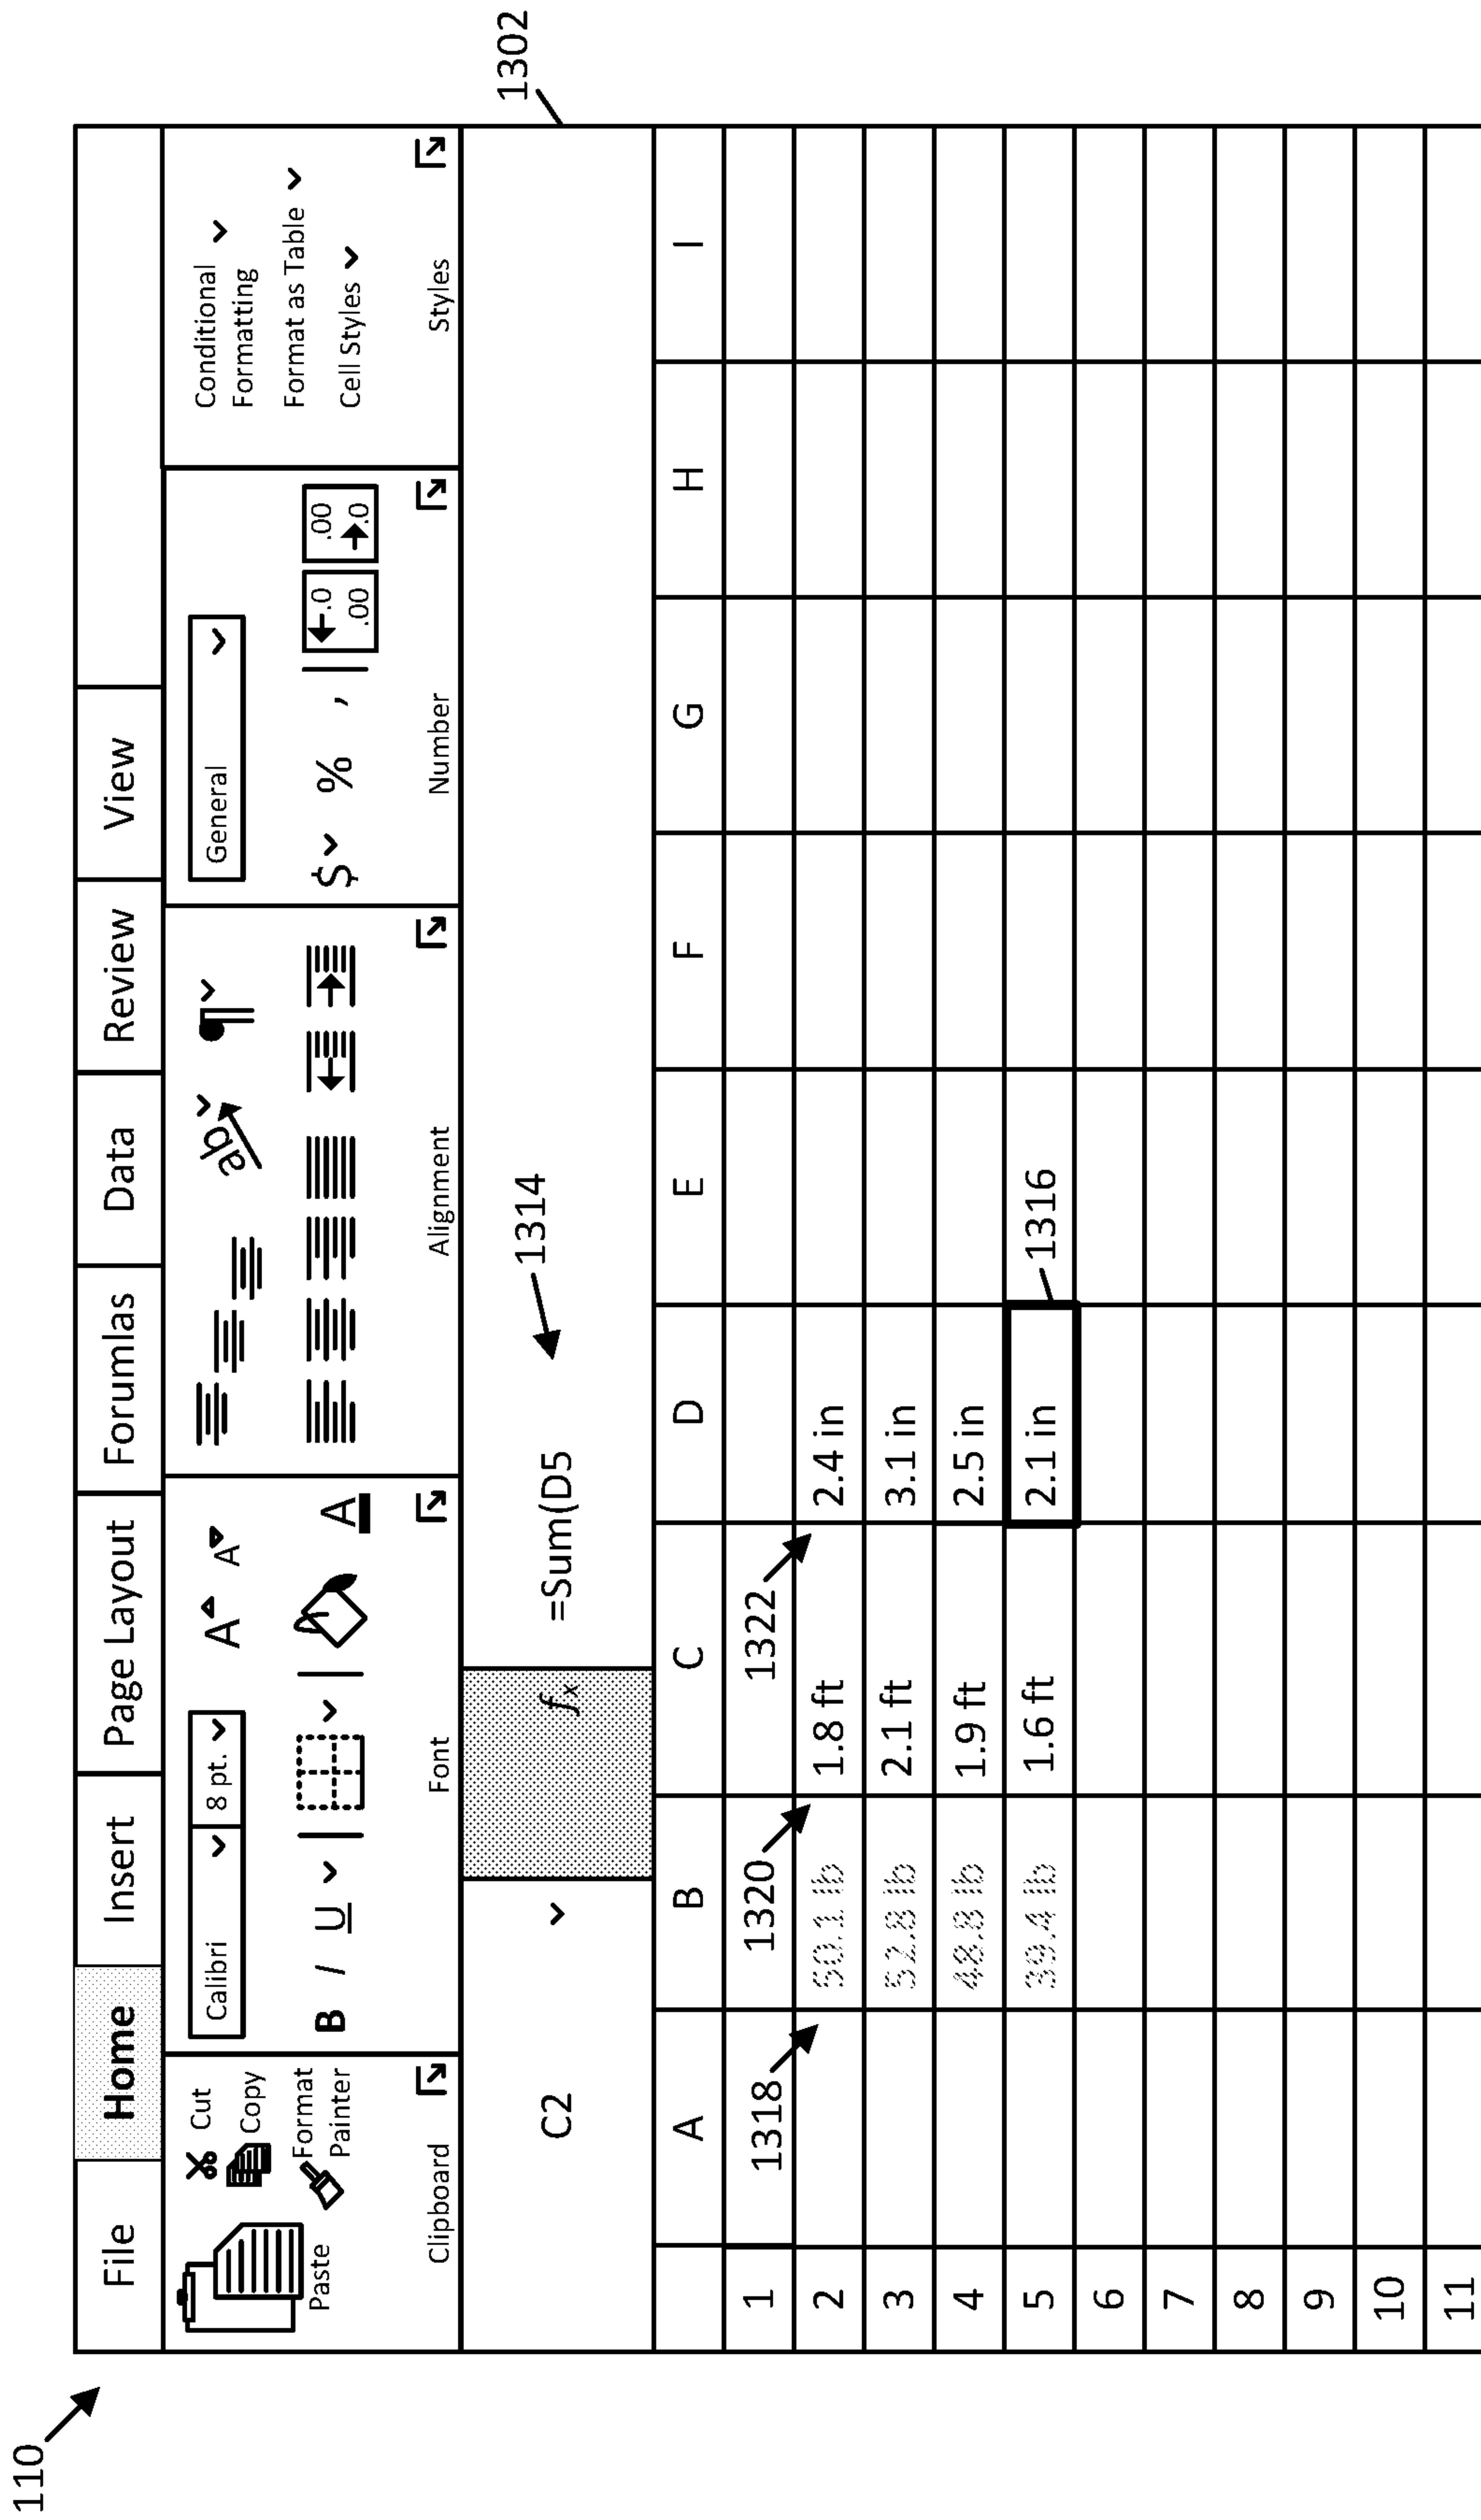 110
File Home Insert Page Layout Forumlas Data Review View
Paste
Cut
Copy
Format
Painter
Clipboard
Calibri 8 pt. A A
B / U A
Font
ab
Alignment
General
$ % , .0 .00 .00 .0
Number
Conditional
Formatting
Format as Table
Cell Styles
Styles
1302
C2 fx =Sum(D5 1314
A B C D E F G H I
1 1318 1320 1322
2 50.1 lb 1.8 ft 2.4 in
3 52.8 lb 2.1 ft 3.1 in
4 48.8 lb 1.9 ft 2.5 in
5 39.4 lb 1.6 ft 2.1 in 1316
6
7
8
9
10
11